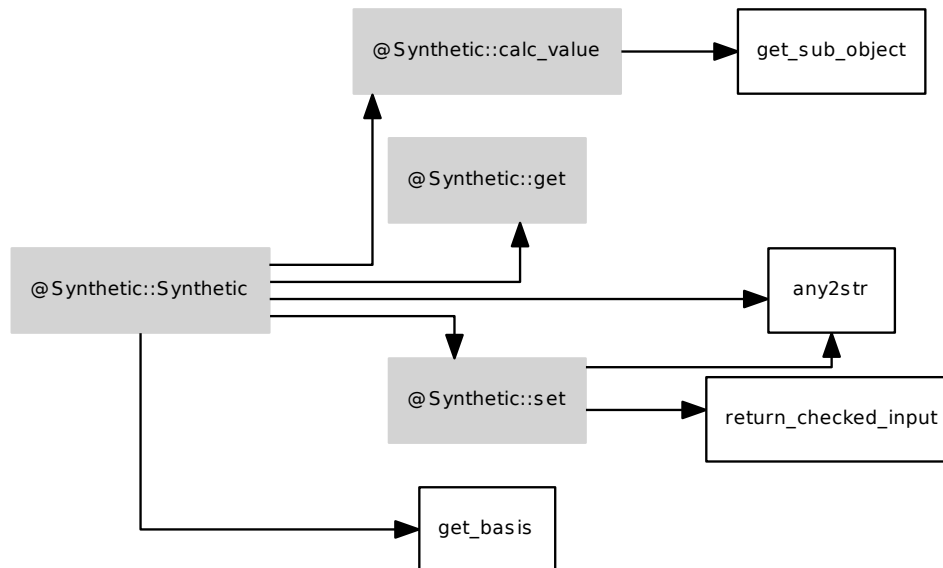 @Synthetic::calc_value
get_sub_object
@Synthetic::get
@Synthetic::Synthetic
any2str
@Synthetic::set
return_checked_input
get_basis